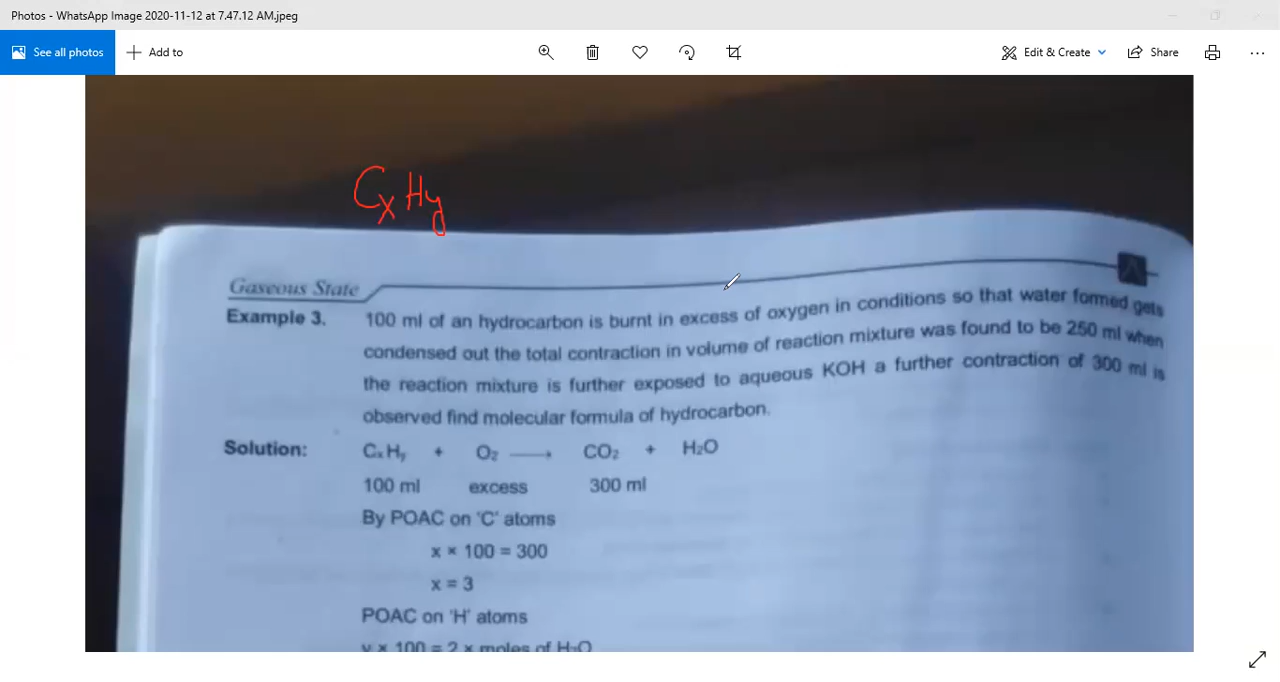 Photos - WhatsApp Image 2020-11-12 at 7.47.12 AM.jpeg
See all photos Add to Edit & Create Share
CxHy
Gaseous State
Example 3. 100 ml of an hydrocarbon is burnt in excess of oxygen in conditions so that water formed gets
condensed out the total contraction in volume of reaction mixture was found to be 250 ml when
the reaction mixture is further exposed to aqueous KOH a further contraction of 300 ml is
observed find molecular formula of hydrocarbon.
Solution: CxHy + O2 → CO2 + H2O
100 ml excess 300 ml
By POAC on 'C' atoms
x × 100 = 300
x = 3
POAC on 'H' atoms
y × 100 = 2 × moles of H2O